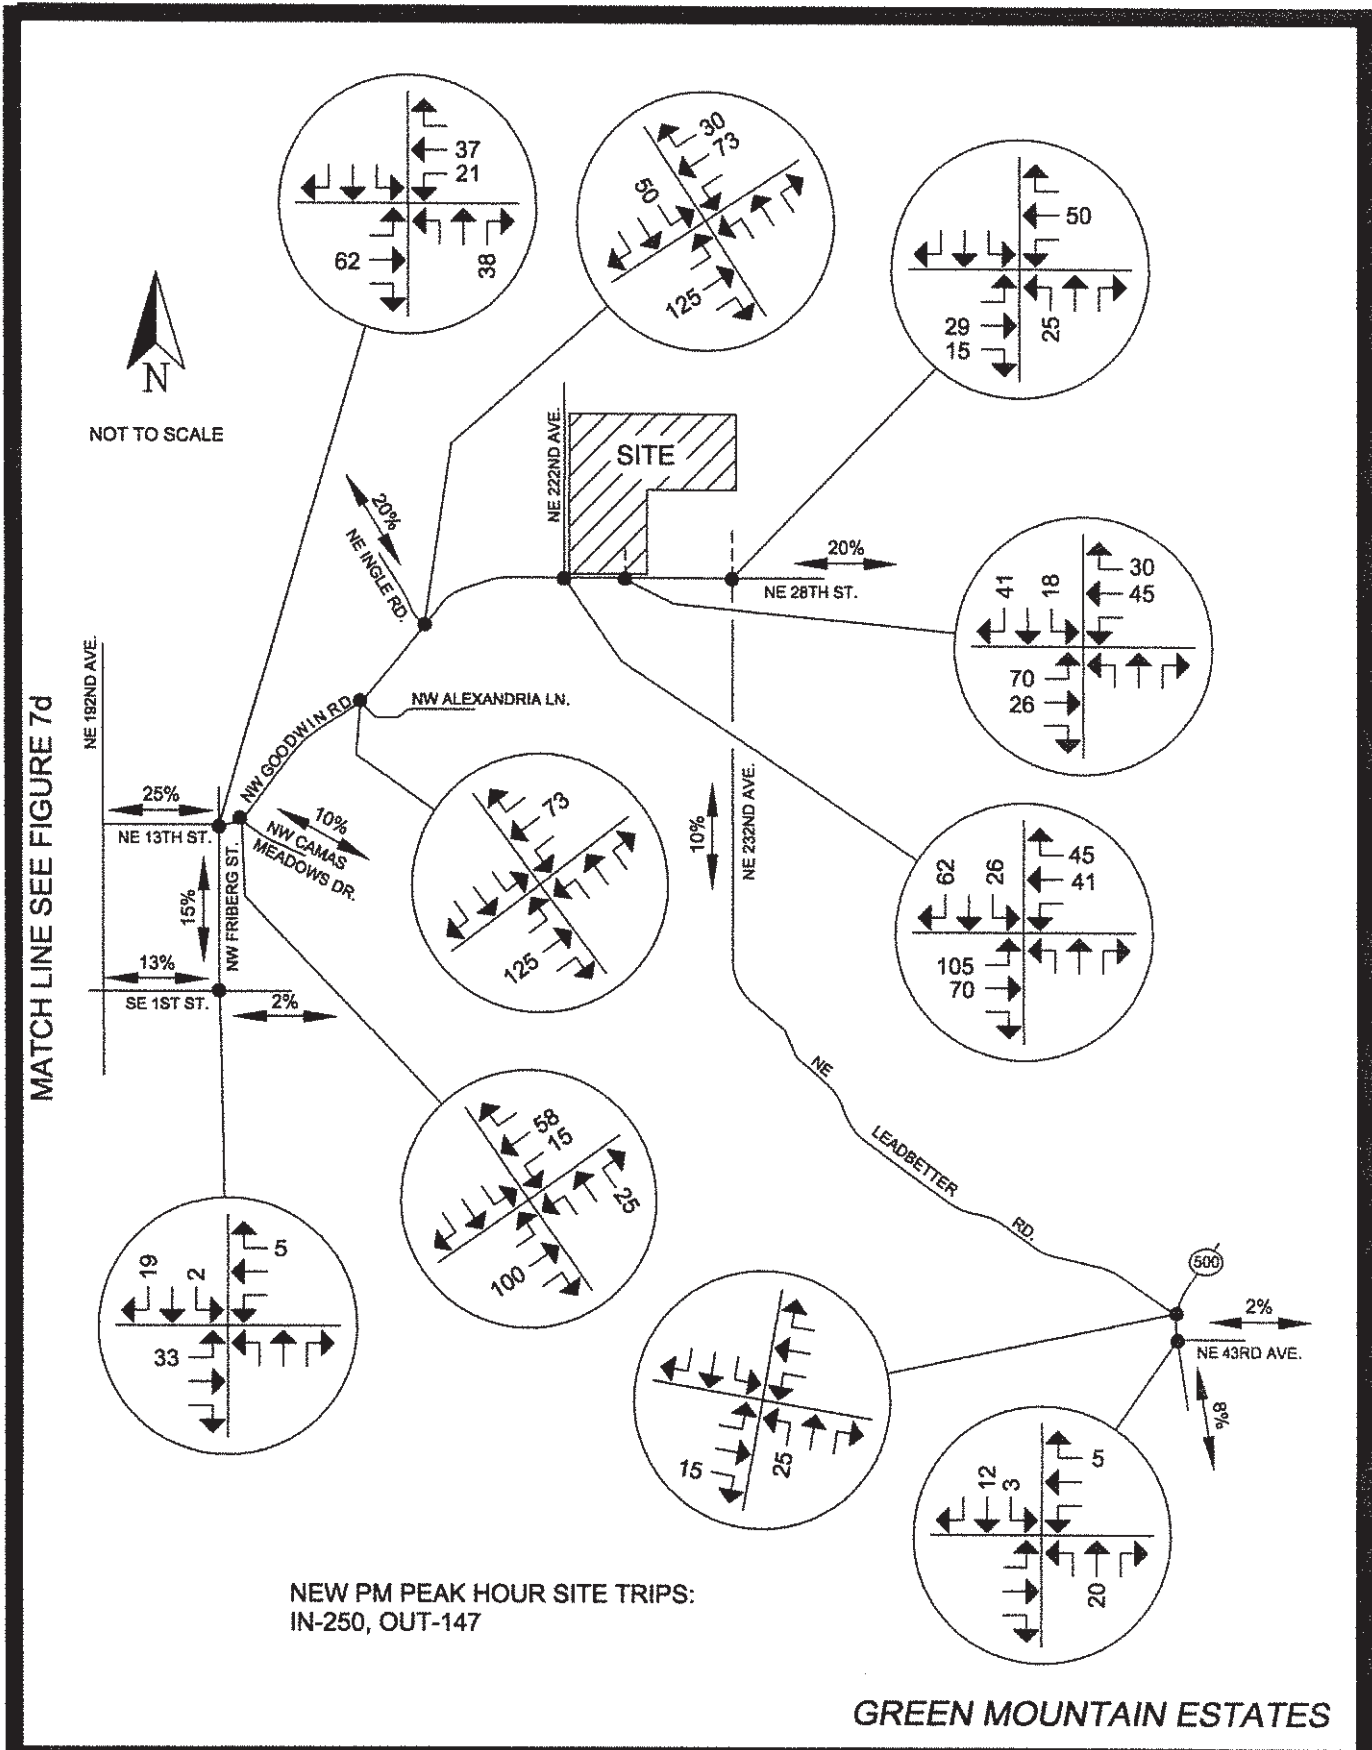 37
21
62
38
30
73
50
125
50
29
15
25
N
NOT TO SCALE
NE 222ND AVE.
SITE
20%
NE INGLE RD.
20%
NE 28TH ST.
41
18
30
45
70
26
MATCH LINE SEE FIGURE 7d
NE 192ND AVE.
NW ALEXANDRIA LN.
NW GOODWIN RD.
25%
NE 13TH ST.
10%
NW CAMAS
MEADOWS DR.
15%
NW FRIBERG ST.
13%
SE 1ST ST.
2%
73
125
10%
NE 232ND AVE.
62
26
45
41
105
70
NE
LEADBETTER
RD.
58
15
25
100
19
2
5
33
500
2%
NE 43RD AVE.
8%
15
25
12
3
5
20
NEW PM PEAK HOUR SITE TRIPS:
IN-250, OUT-147
GREEN MOUNTAIN ESTATES